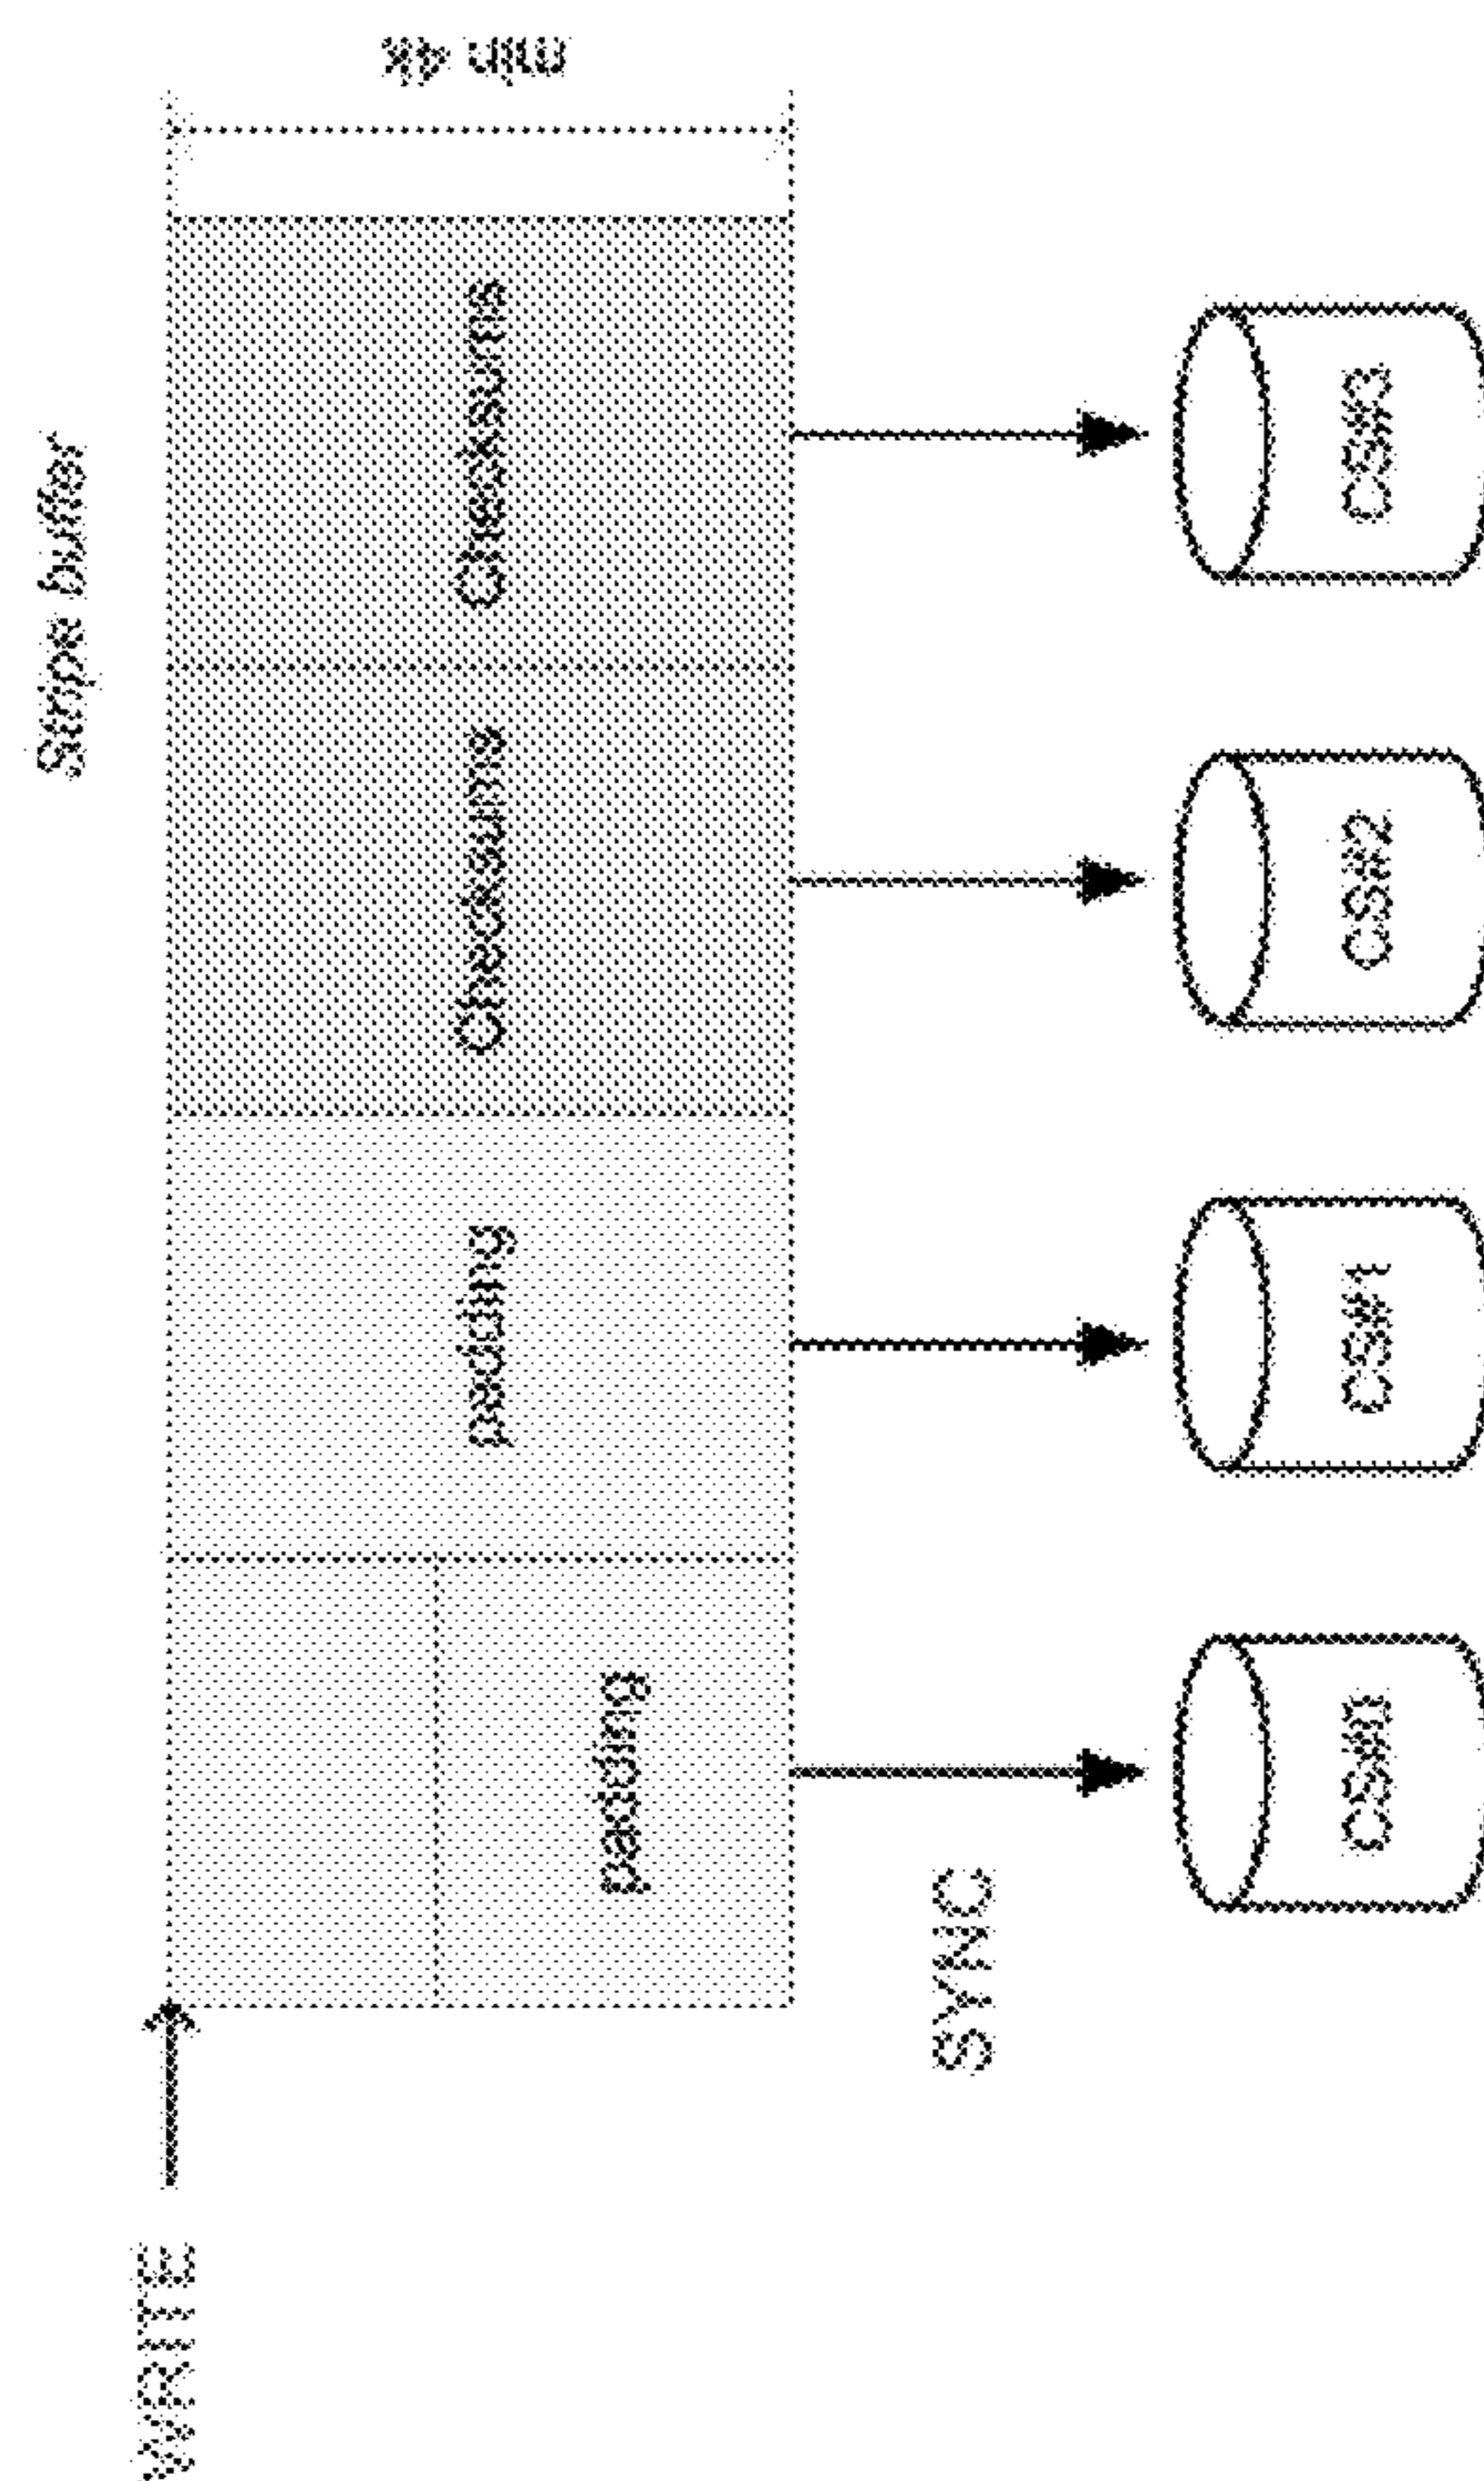 Stripe buffer
WRITE
padding
padding
Checksums
Checksums
min 4k
SYNC
CS#0
CS#1
CS#2
CS#3